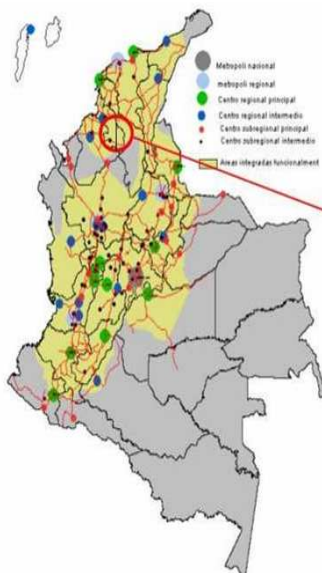 Metropoli nacional
metropoli regional
Centro regional principal
Centro regional intermedio
Centro subregional principal
Centro subregional intermedio
Areas integradas funcionalment